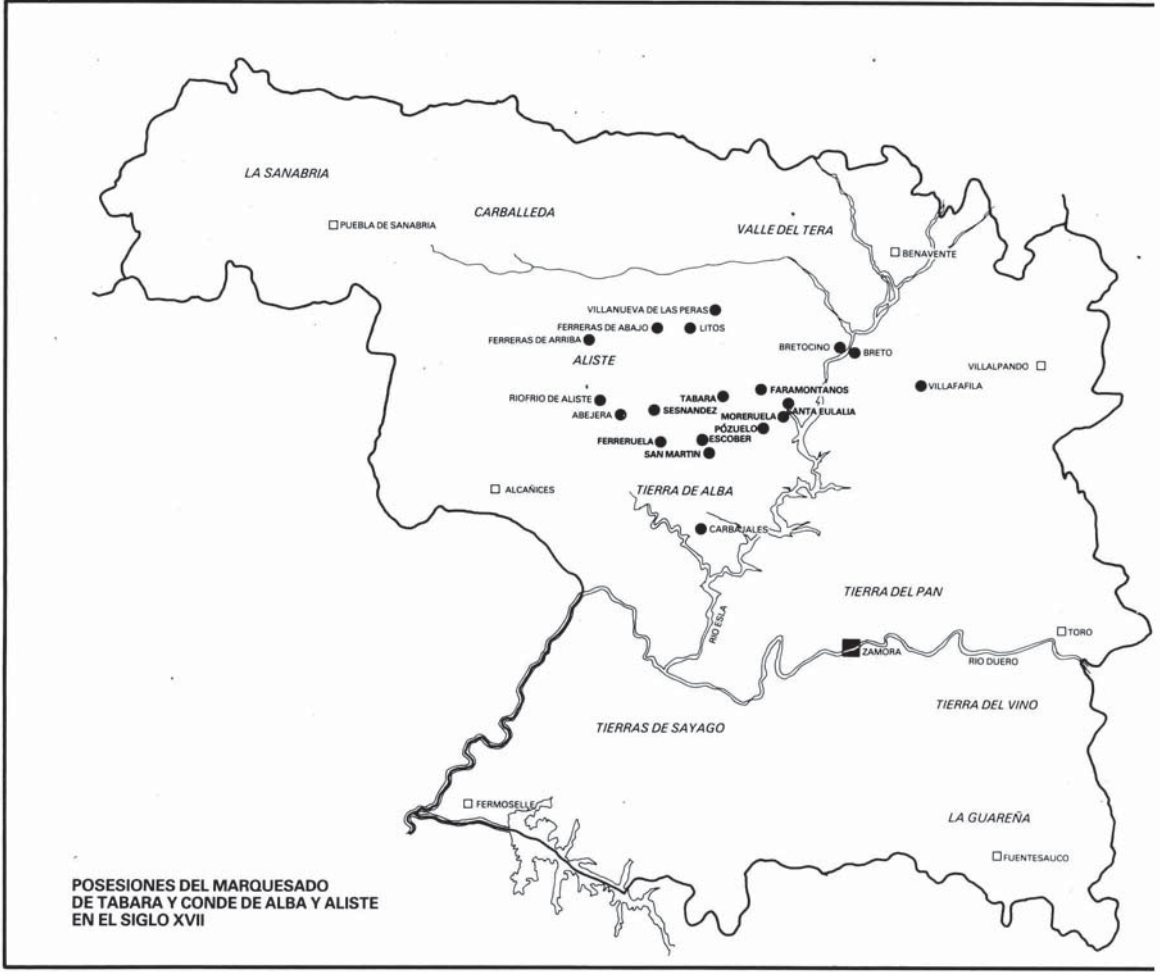 LA SANABRIA
CARBALLEDA
PUEBLA DE SANABRIA
VALLE DEL TERA
BENAVENTE
VILLANUEVA DE LAS PERAS
FERRERAS DE ABAJO
LITOS
FERRERAS DE ARRIBA
BRETOCINO
BRETO
ALISTE
VILLALPANDO
VILLAFAFILA
FARAMONTANOS
RIOFRIO DE ALISTE
TABARA
SESNANDEZ
ABEJERA
SANTA EULALIA
MORERUELA
PÓZUELO
FERRERUELA
ESCOBER
SAN MARTIN
ALCAÑICES
TIERRA DE ALBA
CARBAJALES
TIERRA DEL PAN
RIO ESLA
TORO
ZAMORA
RIO DUERO
TIERRA DEL VINO
TIERRAS DE SAYAGO
FERMOSELLE
LA GUAREÑA
FUENTESAUCO
POSESIONES DEL MARQUESADO
DE TABARA Y CONDE DE ALBA Y ALISTE
EN EL SIGLO XVII